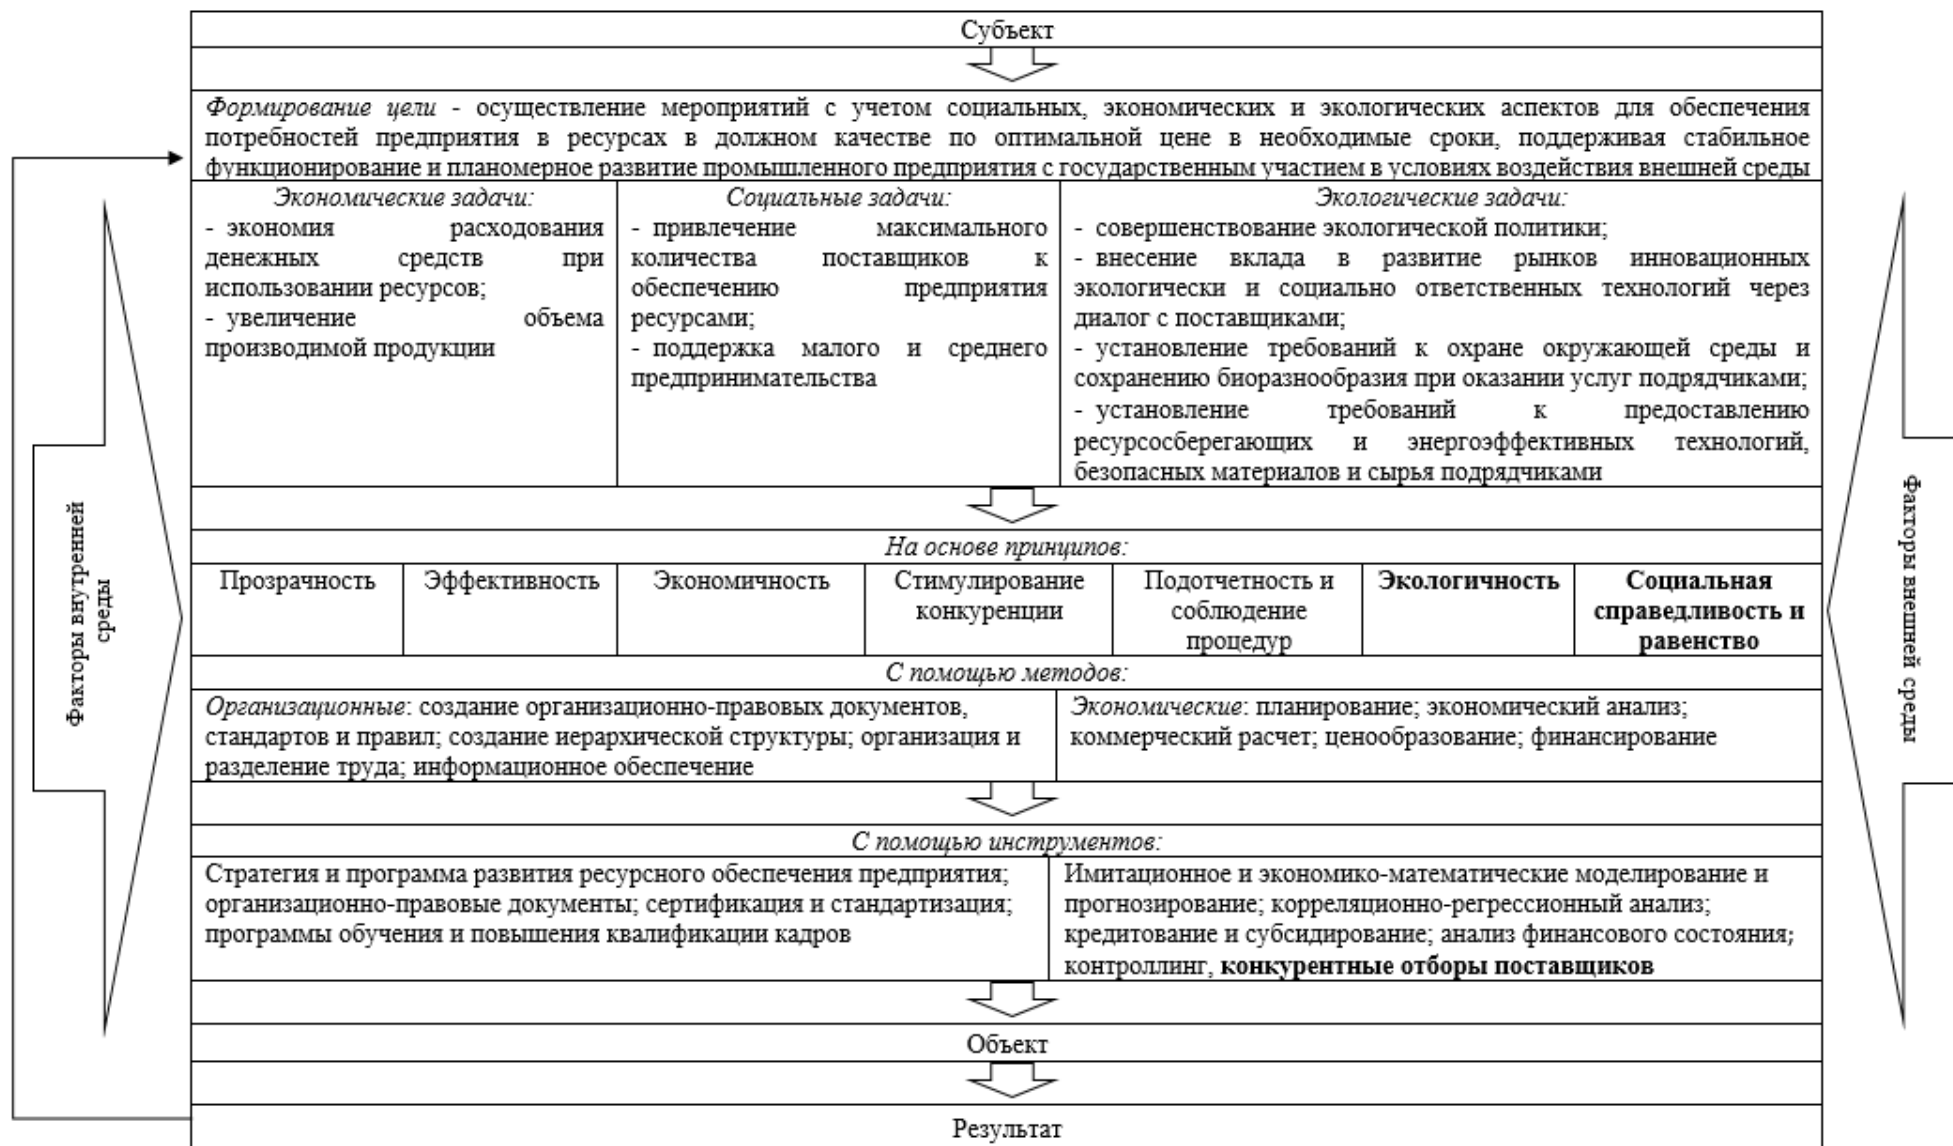 Субъект
Формирование цели - осуществление мероприятий с учетом социальных, экономических и экологических аспектов для обеспечения
потребностей предприятия в ресурсах в должном качестве по оптимальной цене в необходимые сроки, поддерживая стабильное
функционирование и планомерное развитие промышленного предприятия с государственным участием в условиях воздействия внешней среды
Экономические задачи:
- экономия расходования
денежных средств при
использовании ресурсов;
- увеличение объема
производимой продукции
Социальные задачи:
- привлечение максимального
количества поставщиков к
обеспечению предприятия
ресурсами;
- поддержка малого и среднего
предпринимательства
Экологические задачи:
- совершенствование экологической политики;
- внесение вклада в развитие рынков инновационных
экологически и социально ответственных технологий через
диалог с поставщиками;
- установление требований к охране окружающей среды и
сохранению биоразнообразия при оказании услуг подрядчиками;
- установление требований к предоставлению
ресурсосберегающих и энергоэффективных технологий,
безопасных материалов и сырья подрядчиками
На основе принципов:
Прозрачность
Эффективность
Экономичность
Стимулирование
конкуренции
Подотчетность и
соблюдение
процедур
Экологичность
Социальная
справедливость и
равенство
С помощью методов:
Организационные: создание организационно-правовых документов,
стандартов и правил; создание иерархической структуры; организация и
разделение труда; информационное обеспечение
Экономические: планирование; экономический анализ;
коммерческий расчет; ценообразование; финансирование
С помощью инструментов:
Стратегия и программа развития ресурсного обеспечения предприятия;
организационно-правовые документы; сертификация и стандартизация;
программы обучения и повышения квалификации кадров
Имитационное и экономико-математические моделирование и
прогнозирование; корреляционно-регрессионный анализ;
кредитование и субсидирование; анализ финансового состояния;
контроллинг, конкурентные отборы поставщиков
Объект
Результат
Факторы внутренней
среды
Факторы внешней среды